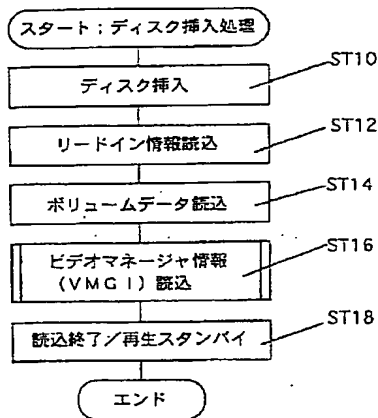 スタート；ディスク挿入処理
ST10
ディスク挿入
ST12
リードイン情報読込
ST14
ボリュームデータ読込
ST16
ビデオマネージャ情報
（VMGI）読込
ST18
読込終了／再生スタンバイ
エンド